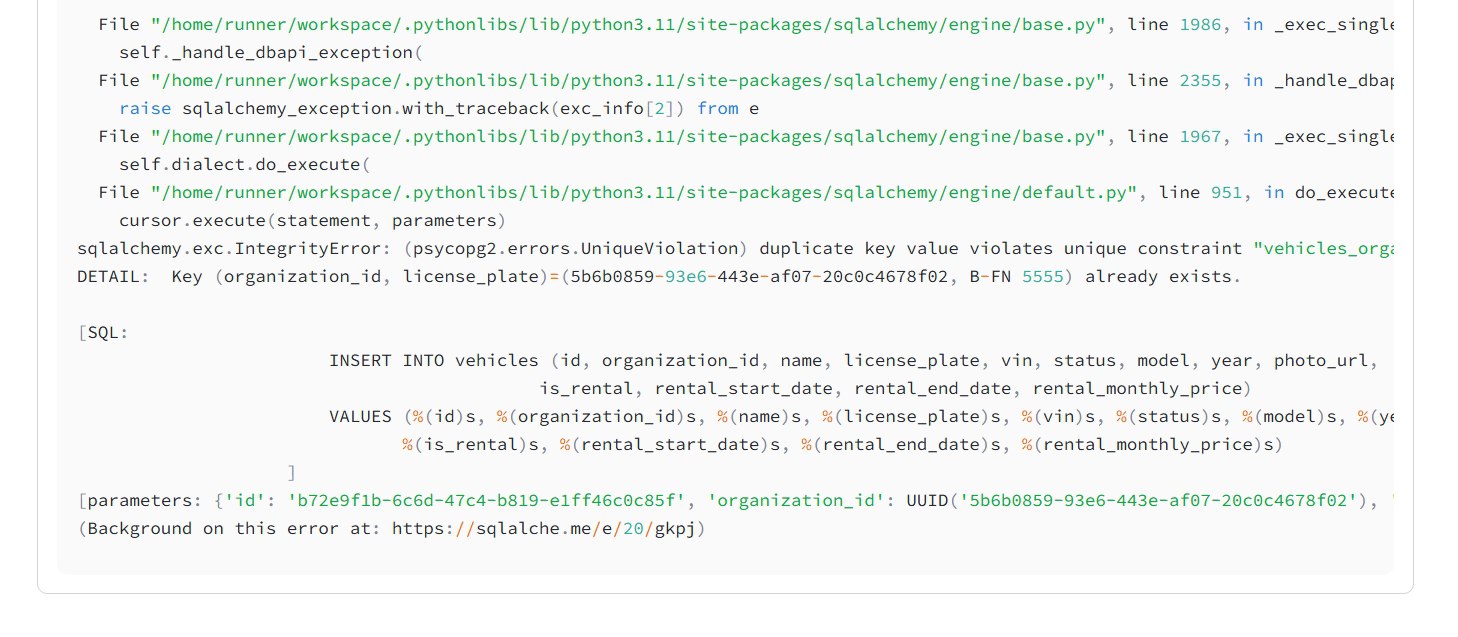 File "/home/runner/workspace/.pythonlibs/lib/python3.11/site-packages/sqlalchemy/engine/base.py", line 1986, in _exec_single
self._handle_dbapi_exception(
File "/home/runner/workspace/.pythonlibs/lib/python3.11/site-packages/sqlalchemy/engine/base.py", line 2355, in _handle_dbap
raise sqlalchemy_exception.with_traceback(exc_info[2]) from e
File "/home/runner/workspace/.pythonlibs/lib/python3.11/site-packages/sqlalchemy/engine/base.py", line 1967, in _exec_single
self.dialect.do_execute(
File "/home/runner/workspace/.pythonlibs/lib/python3.11/site-packages/sqlalchemy/engine/default.py", line 951, in do_execute
cursor.execute(statement, parameters)
sqlalchemy.exc.IntegrityError: (psycopg2.errors.UniqueViolation) duplicate key value violates unique constraint "vehicles_orga
DETAIL:  Key (organization_id, license_plate)=(5b6b0859-93e6-443e-af07-20c0c4678f02, B-FN 5555) already exists.
[SQL:
INSERT INTO vehicles (id, organization_id, name, license_plate, vin, status, model, year, photo_url,
is_rental, rental_start_date, rental_end_date, rental_monthly_price)
VALUES (%(id)s, %(organization_id)s, %(name)s, %(license_plate)s, %(vin)s, %(status)s, %(model)s, %(ye
%(is_rental)s, %(rental_start_date)s, %(rental_end_date)s, %(rental_monthly_price)s)
]
[parameters: {'id': 'b72e9f1b-6c6d-47c4-b819-e1ff46c0c85f', 'organization_id': UUID('5b6b0859-93e6-443e-af07-20c0c4678f02'), '
(Background on this error at: https://sqlalche.me/e/20/gkpj)